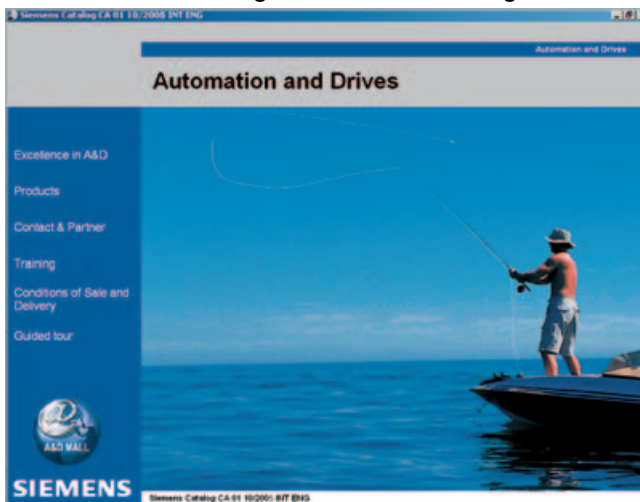 Siemens Catalog CA 01 10/2005 INT ENG
Automation and Drives
Automation and Drives
Excellence in A&D
Products
Contact & Partner
Training
Conditions of Sale and
Delivery
Guided tour
A&D MALL
SIEMENS
Siemens Catalog CA 01 10/2005 INT ENG